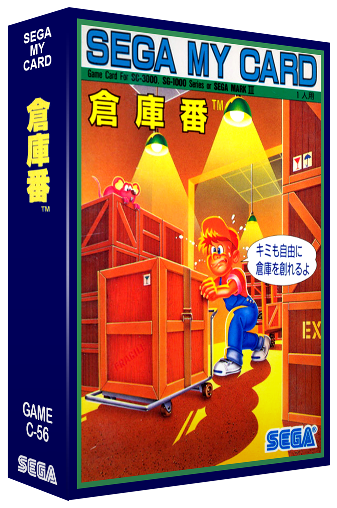 SEGA
MY
CARD
倉庫番
TM
GAME
C-56
SEGA
SEGA MY CARD
Game Card For SC-3000, SG-1000 Series or SEGA MARK III
1人用
倉庫番 TM
キミも自由に
倉庫を創れるよ
EX
FRAGILE
SEGA®